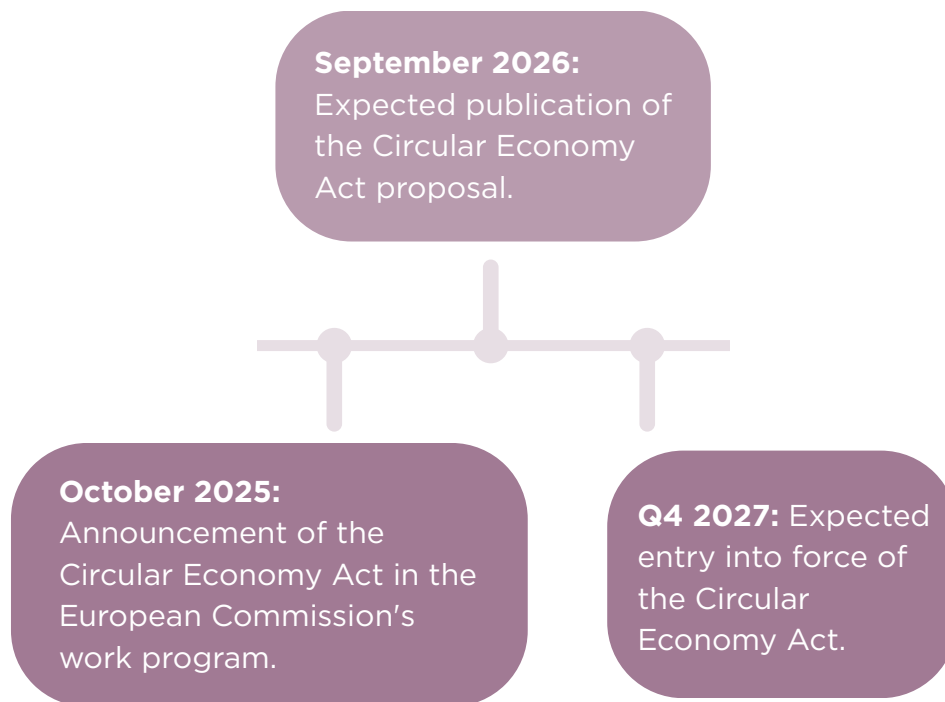 September 2026:
Expected publication of
the Circular Economy
Act proposal.
October 2025:
Announcement of the
Circular Economy Act in the
European Commission's
work program.
Q4 2027: Expected
entry into force of
the Circular
Economy Act.